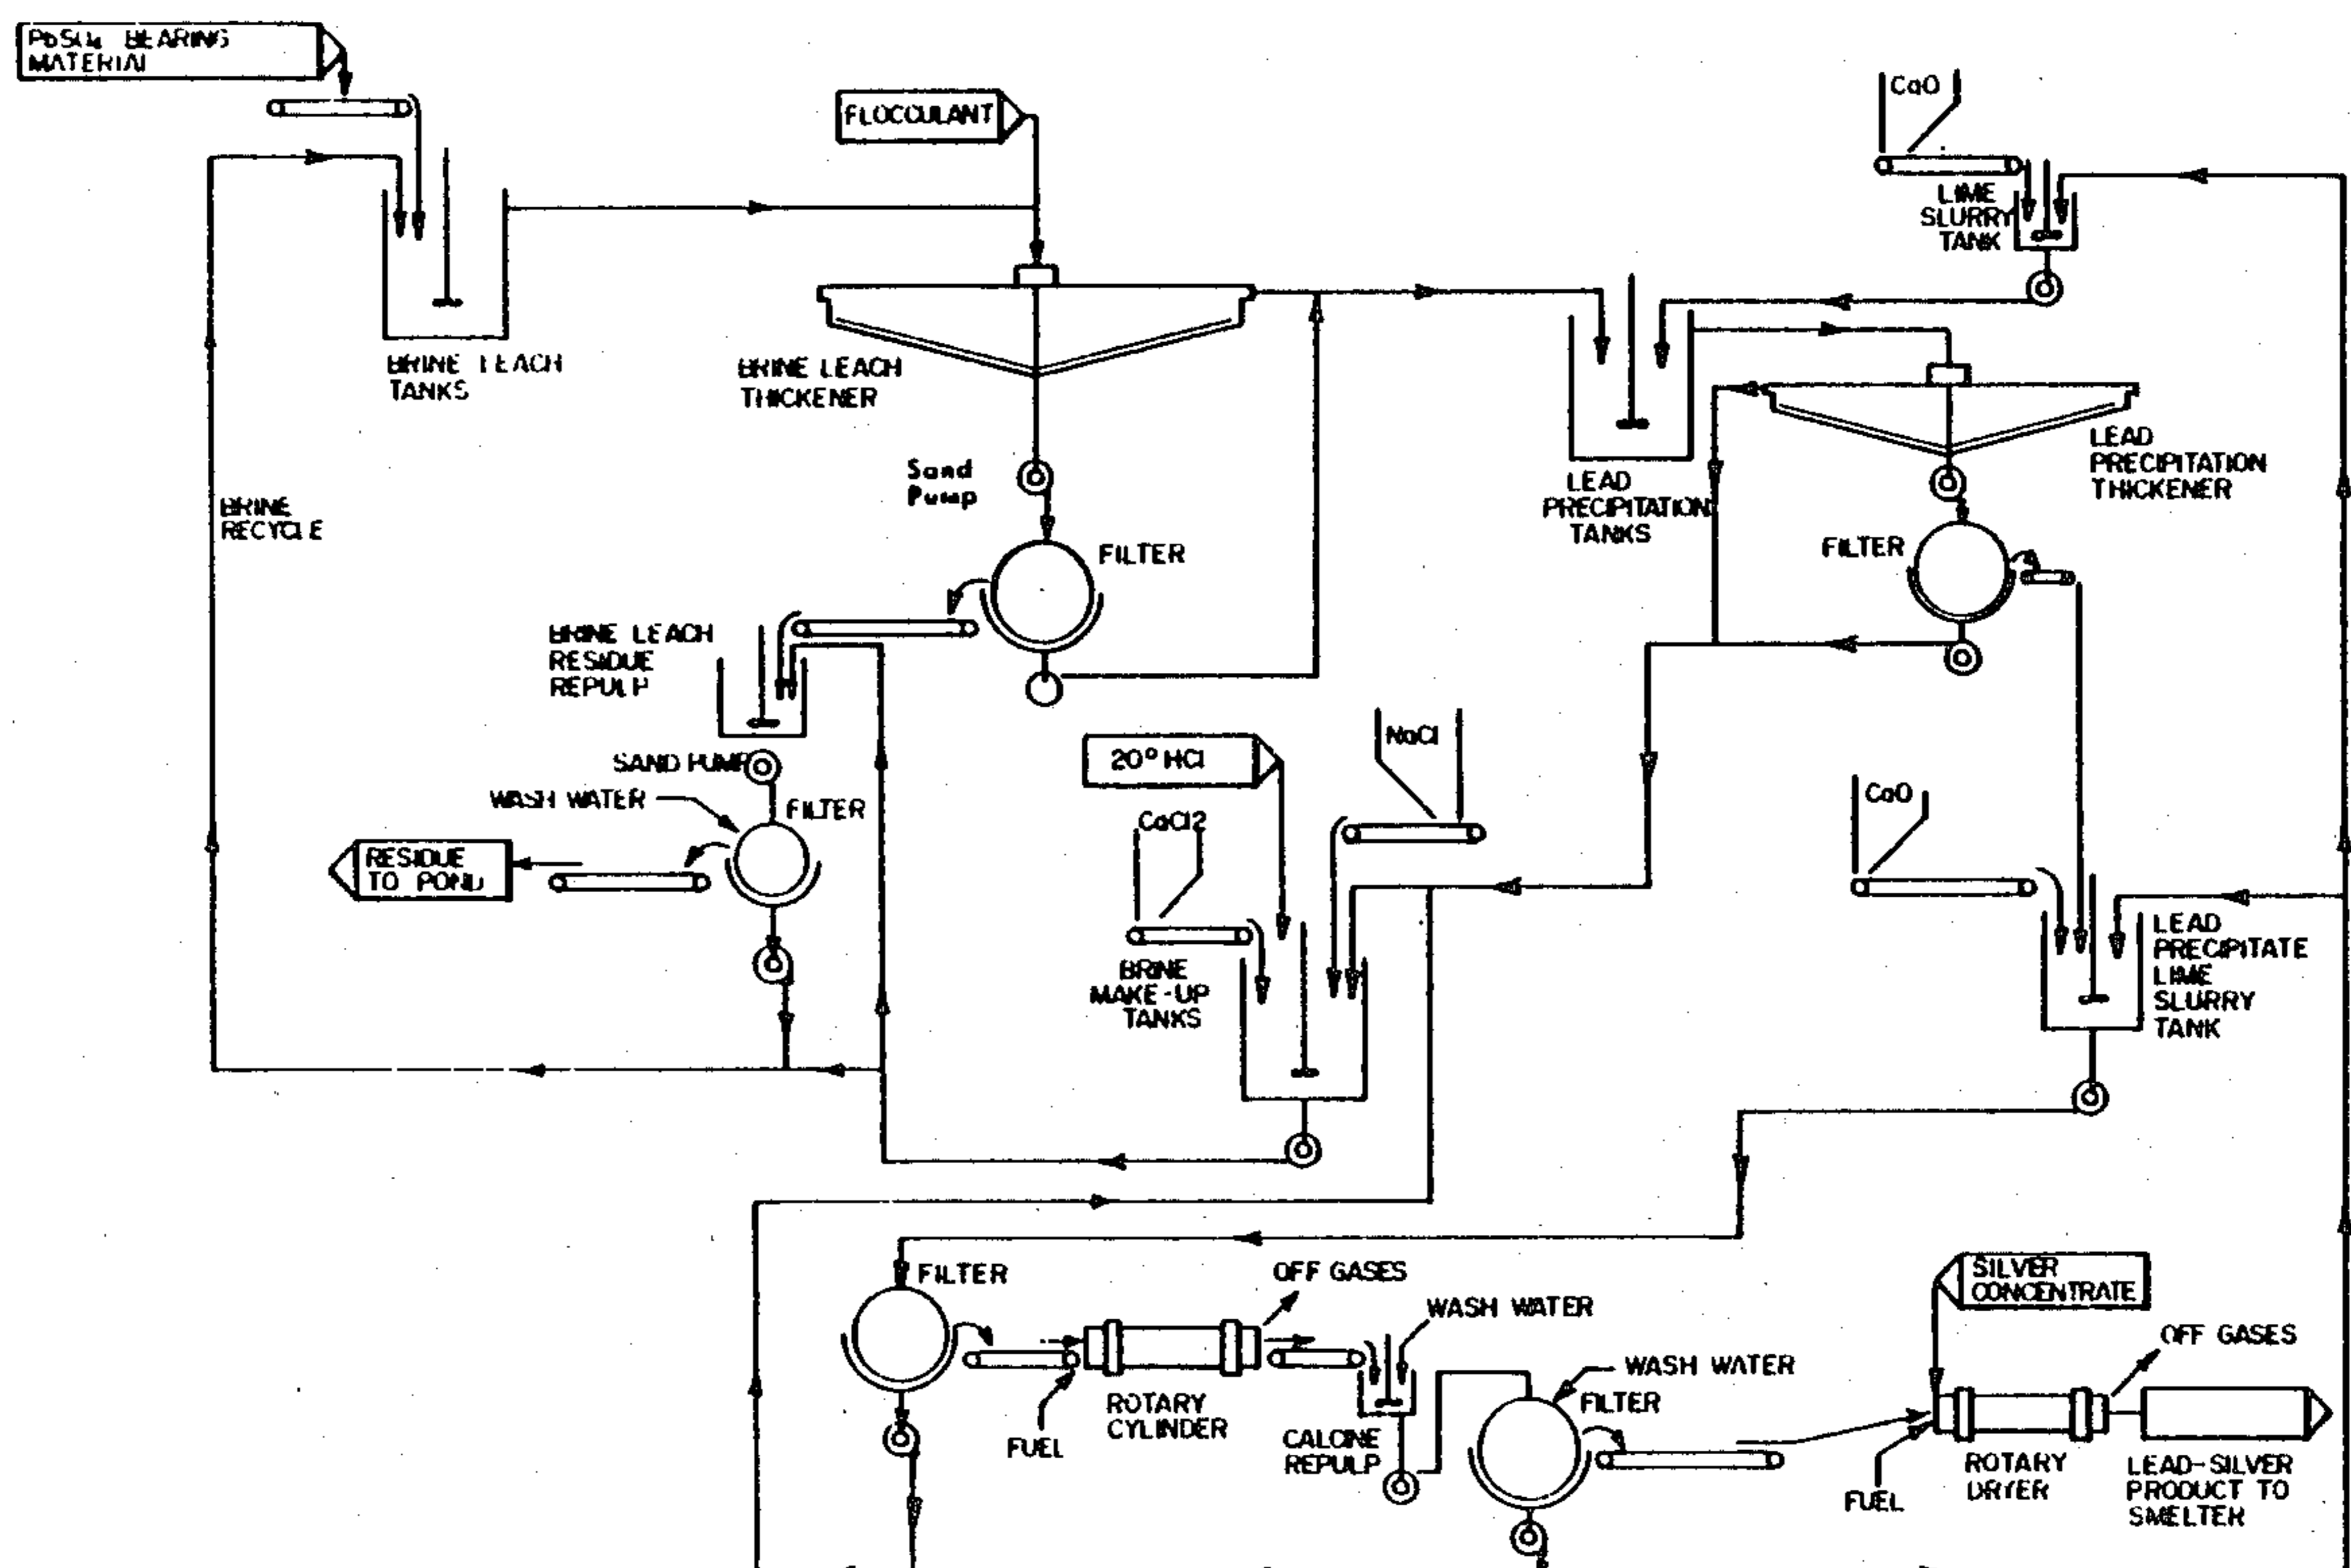 PbSO4 BEARING
MATERIAL
FLOCCULANT
CaO
LIME
SLURRY
TANK
BRINE LEACH
TANKS
BRINE LEACH
THICKENER
LEAD
PRECIPITATION
THICKENER
Sand
Pump
LEAD
PRECIPITATION
TANKS
BRINE
RECYCLE
FILTER
FILTER
BRINE LEACH
RESIDUE
REPULP
SAND PUMP
WASH WATER
FILTER
RESIDUE
TO POND
20° HCl
NaCl
CaCl2
CaO
BRINE
MAKE-UP
TANKS
LEAD
PRECIPITATE
LIME
SLURRY
TANK
FILTER
OFF GASES
WASH WATER
SILVER
CONCENTRATE
OFF GASES
WASH WATER
FILTER
ROTARY
CYLINDER
FUEL
CALCINE
REPULP
ROTARY
DRYER
FUEL
LEAD-SILVER
PRODUCT TO
SMELTER